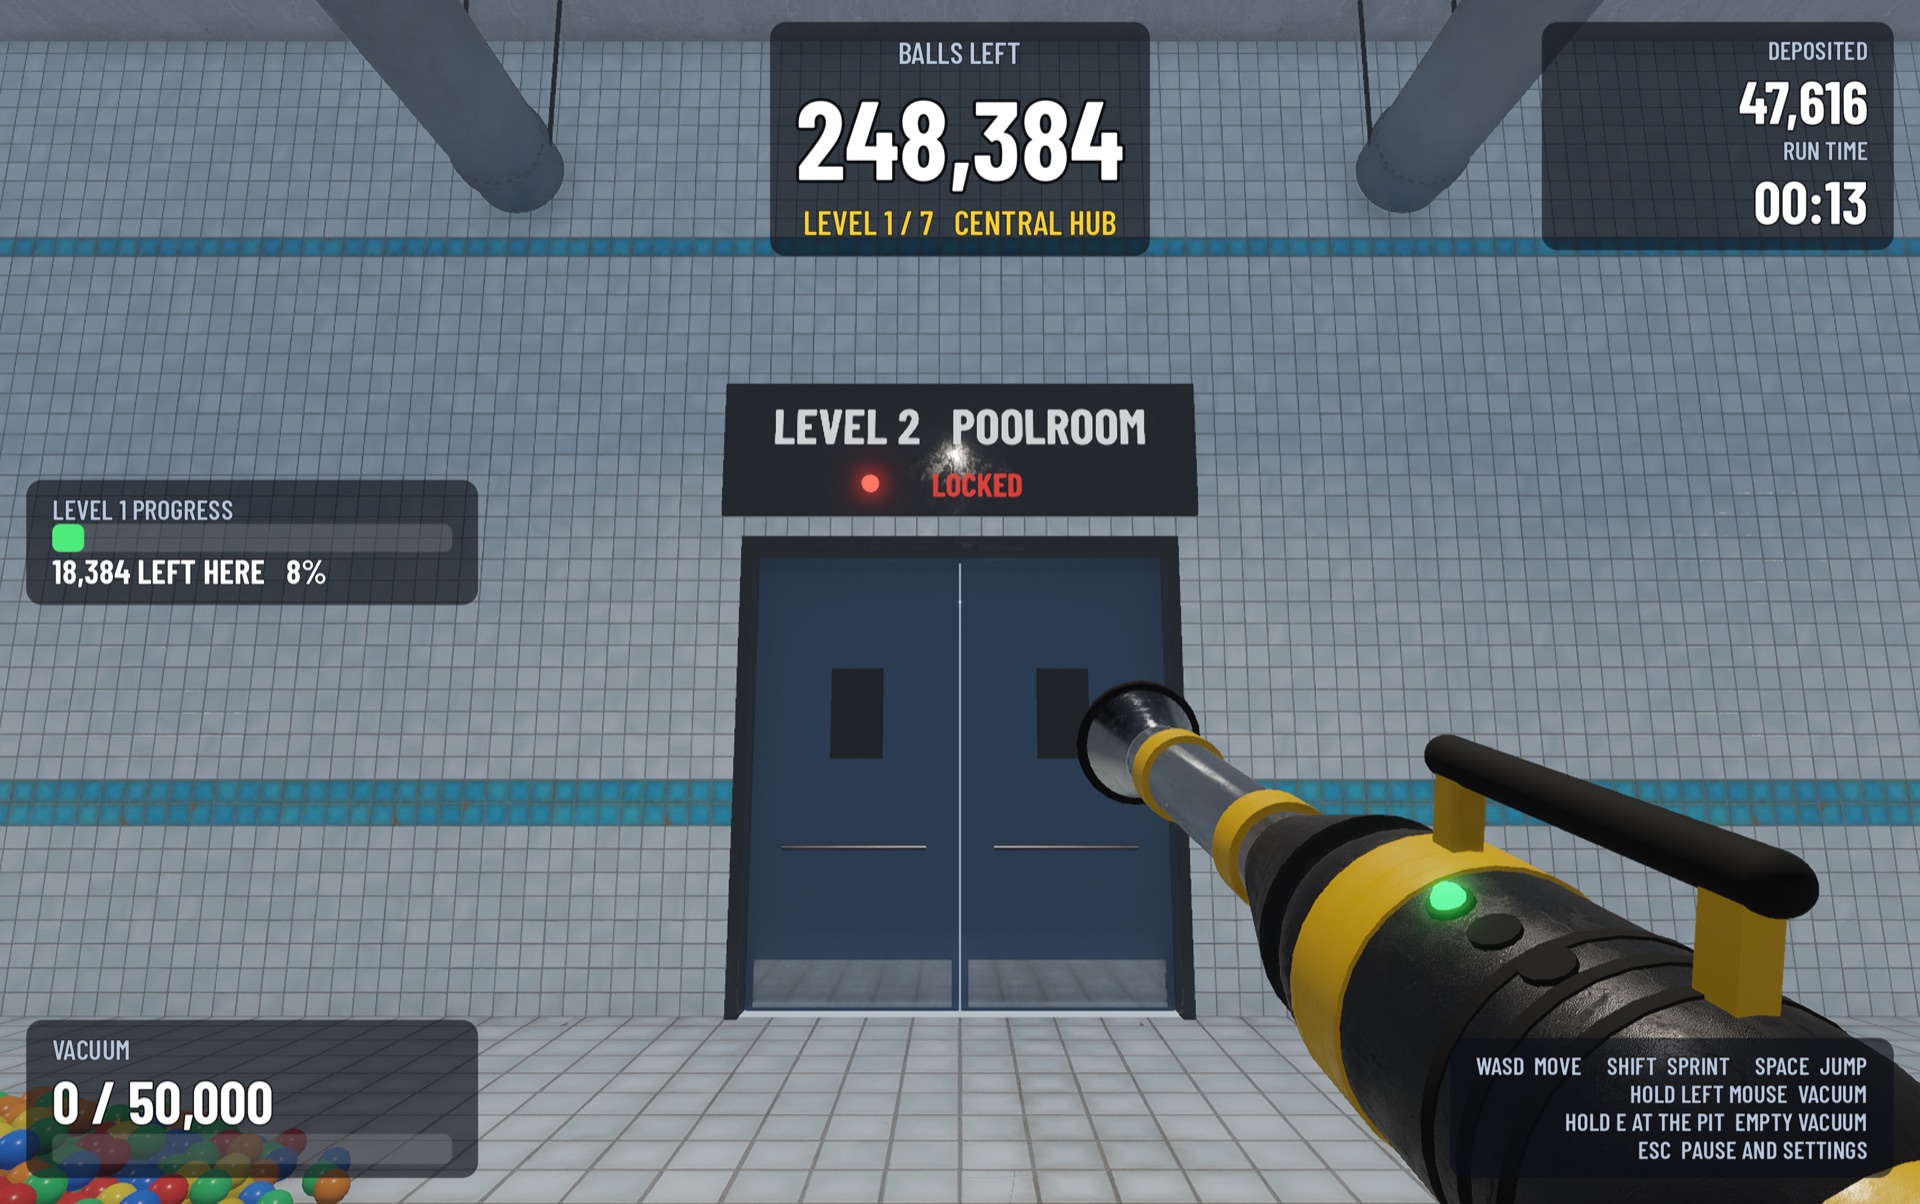 BALLS LEFT
248,384
LEVEL 1 / 7 CENTRAL HUB
DEPOSITED
47,616
RUN TIME
00:13
LEVEL 2 POOLROOM
LOCKED
LEVEL 1 PROGRESS
18,384 LEFT HERE 8%
VACUUM
0 / 50,000
WASD MOVE SHIFT SPRINT SPACE JUMP
HOLD LEFT MOUSE VACUUM
HOLD E AT THE PIT EMPTY VACUUM
ESC PAUSE AND SETTINGS